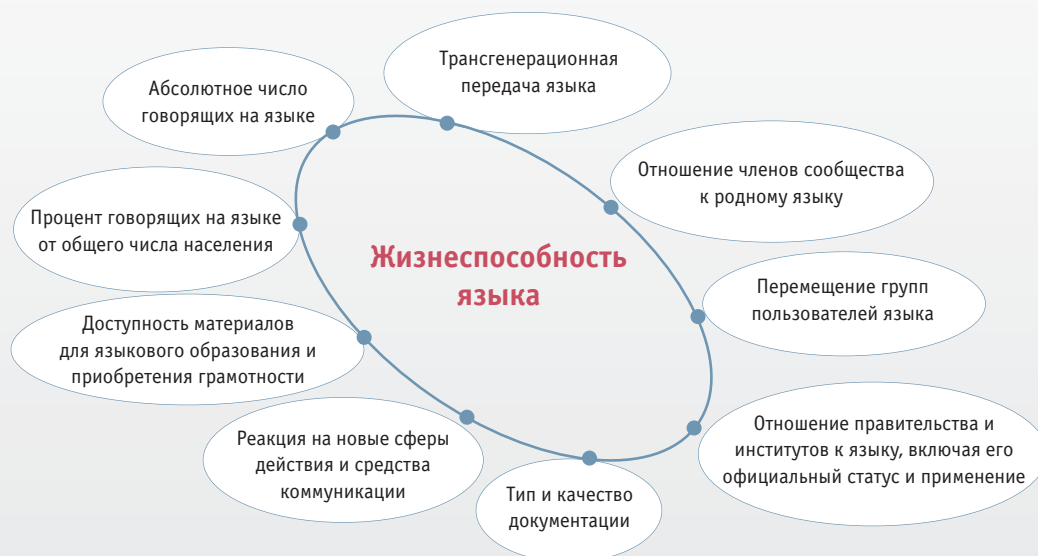 Трансгенерационная
передача языка
Абсолютное число
говорящих на языке
Отношение членов сообщества
к родному языку
Процент говорящих на языке
от общего числа населения
Жизнеспособность
языка
Перемещение групп
пользователей языка
Доступность материалов
для языкового образования и
приобретения грамотности
Отношение правительства и
институтов к языку, включая его
официальный статус и применение
Реакция на новые сферы
действия и средства
коммуникации
Тип и качество
документации